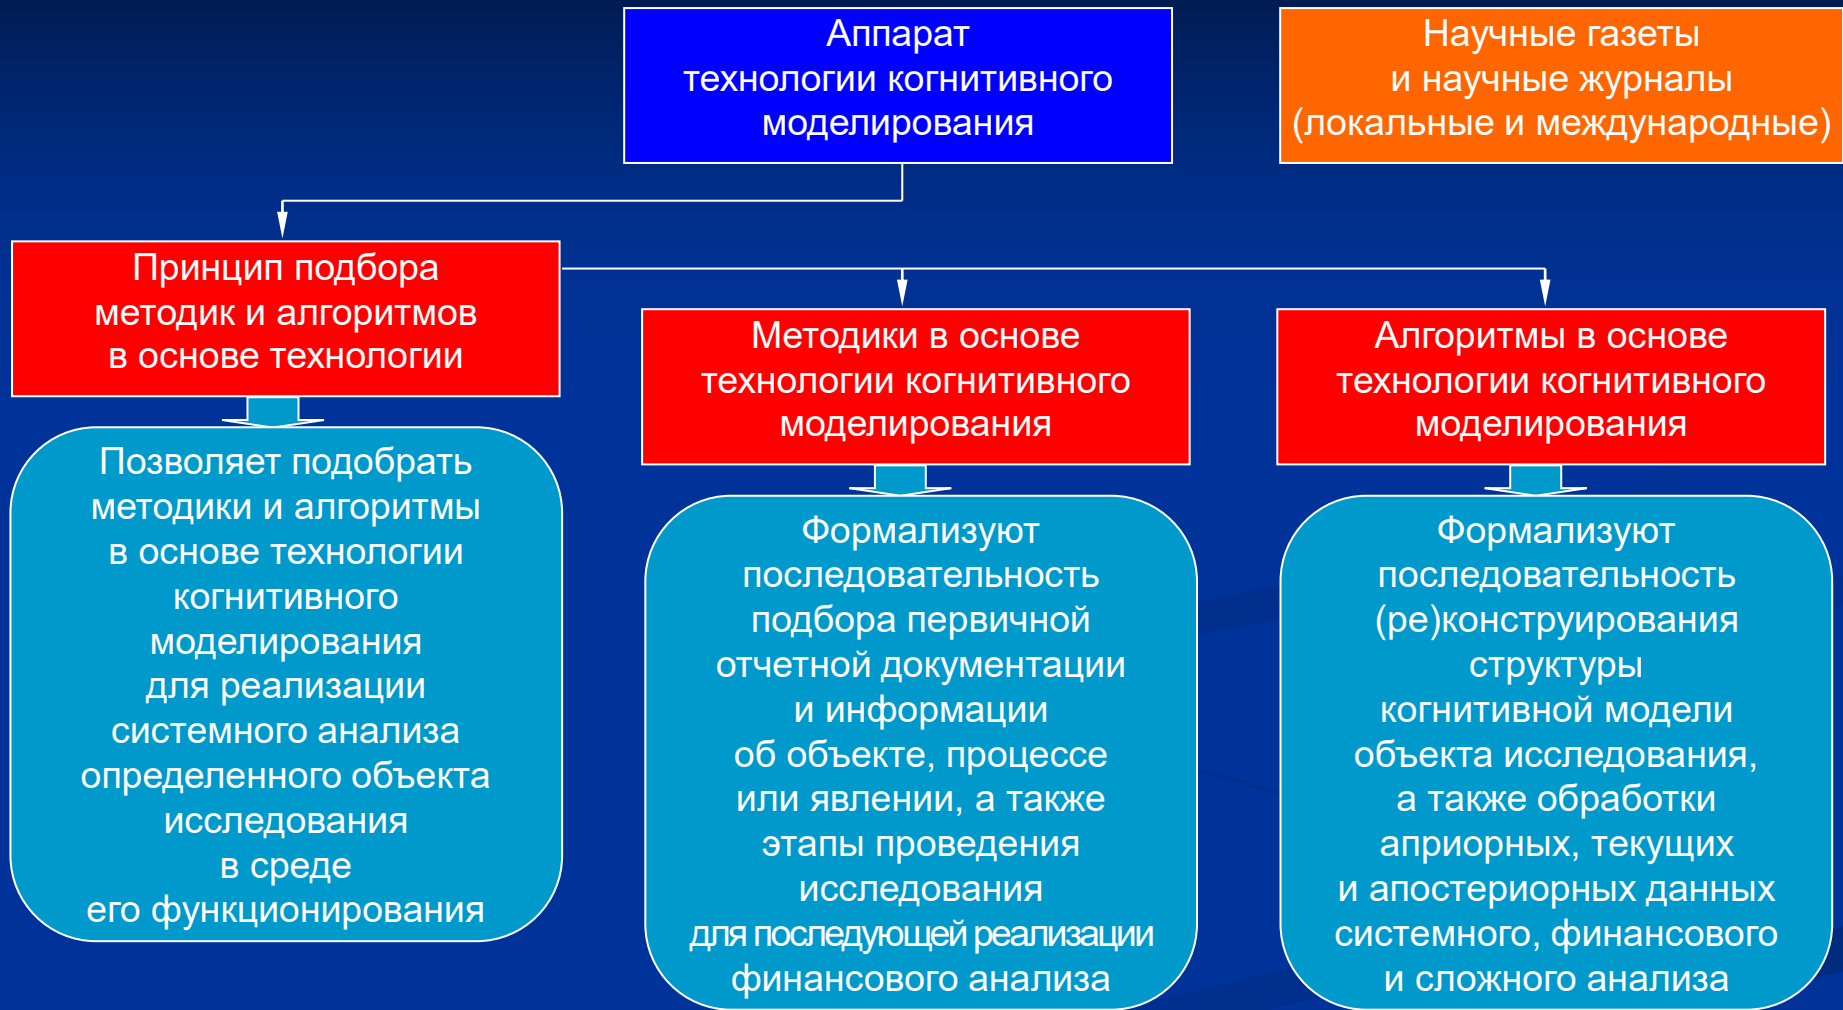 Аппарат
технологии когнитивного
моделирования
Научные газеты
и научные журналы
(локальные и международные)
Принцип подбора
методик и алгоритмов
в основе технологии
Методики в основе
технологии когнитивного
моделирования
Алгоритмы в основе
технологии когнитивного
моделирования
Позволяет подобрать
методики и алгоритмы
в основе технологии
когнитивного
моделирования
для реализации
системного анализа
определенного объекта
исследования
в среде
его функционирования
Формализуют
последовательность
подбора первичной
отчетной документации
и информации
об объекте, процессе
или явлении, а также
этапы проведения
исследования
для последующей реализации
финансового анализа
Формализуют
последовательность
(ре)конструирования
структуры
когнитивной модели
объекта исследования,
а также обработки
априорных, текущих
и апостериорных данных
системного, финансового
и сложного анализа